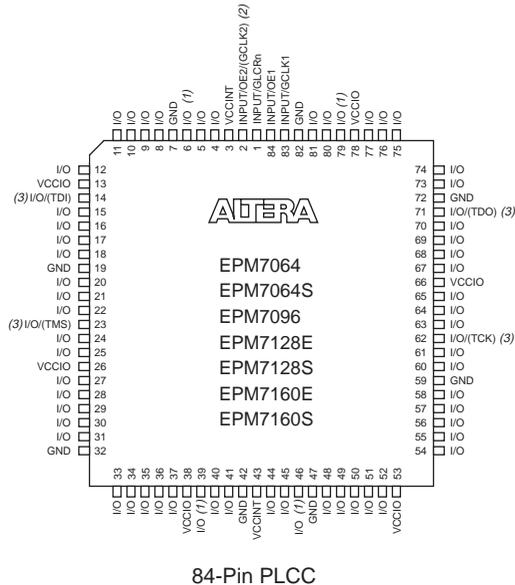 I/O
I/O
I/O
I/O
GND
I/O (1)
I/O
I/O
VCCINT
INPUT/OE2/(GCLK2) (2)
INPUT/GLCRn
INPUT/OE1
INPUT/GCLK1
GND
I/O
I/O
I/O (1)
VCCIO
I/O
I/O
I/O
11
10
9
8
7
6
5
4
3
2
1
84
83
82
81
80
79
78
77
76
75
I/O 12
VCCIO 13
(3) I/O/(TDI) 14
I/O 15
I/O 16
I/O 17
I/O 18
GND 19
I/O 20
I/O 21
I/O 22
(3) I/O/(TMS) 23
I/O 24
I/O 25
VCCIO 26
I/O 27
I/O 28
I/O 29
I/O 30
I/O 31
GND 32
ALTERA
EPM7064
EPM7064S
EPM7096
EPM7128E
EPM7128S
EPM7160E
EPM7160S
74 I/O
73 I/O
72 GND
71 I/O/(TDO) (3)
70 I/O
69 I/O
68 I/O
67 I/O
66 VCCIO
65 I/O
64 I/O
63 I/O
62 I/O/(TCK) (3)
61 I/O
60 I/O
59 GND
58 I/O
57 I/O
56 I/O
55 I/O
54 I/O
33
34
35
36
37
38
39
40
41
42
43
44
45
46
47
48
49
50
51
52
53
I/O
I/O
I/O
I/O
I/O
VCCIO
I/O (1)
I/O
I/O
GND
VCCINT
I/O
I/O
I/O (1)
GND
I/O
I/O
I/O
I/O
I/O
VCCIO
84-Pin PLCC